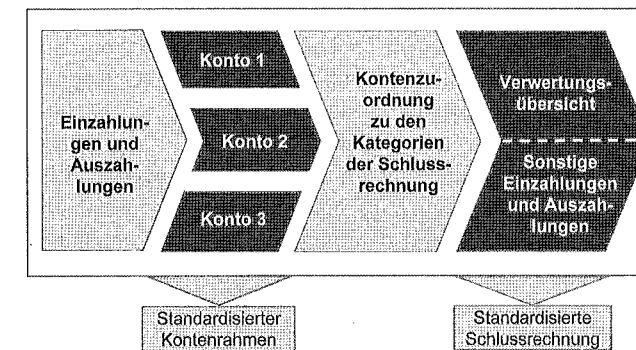 Einzahlun-
gen und
Auszah-
lungen
Konto 1
Konto 2
Konto 3
Kontenzu-
ordnung
zu den
Kategorien
der Schluss-
rechnung
Verwertungs-
übersicht
Sonstige
Einzahlungen
und Auszah-
lungen
Standardisierter
Kontenrahmen
Standardisierte
Schlussrechnung